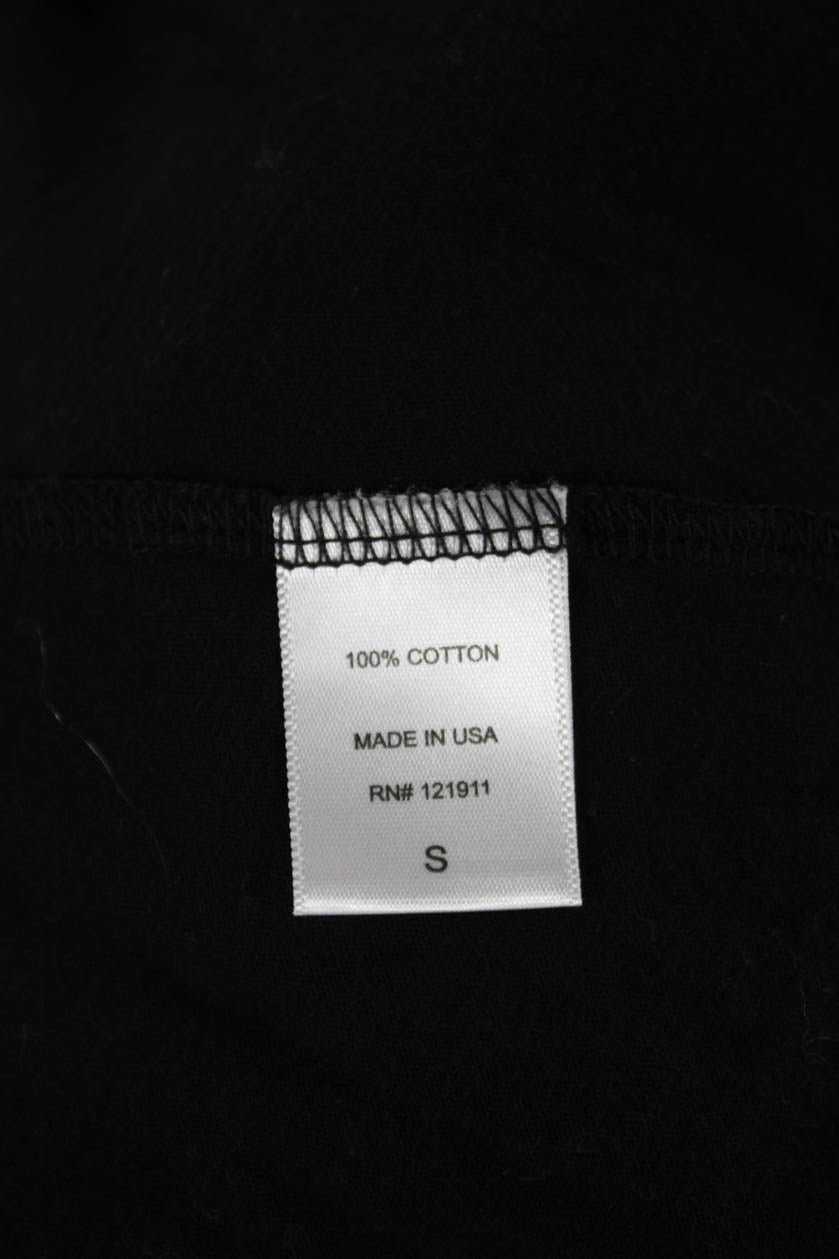 100% COTTON
MADE IN USA
RN# 121911
S